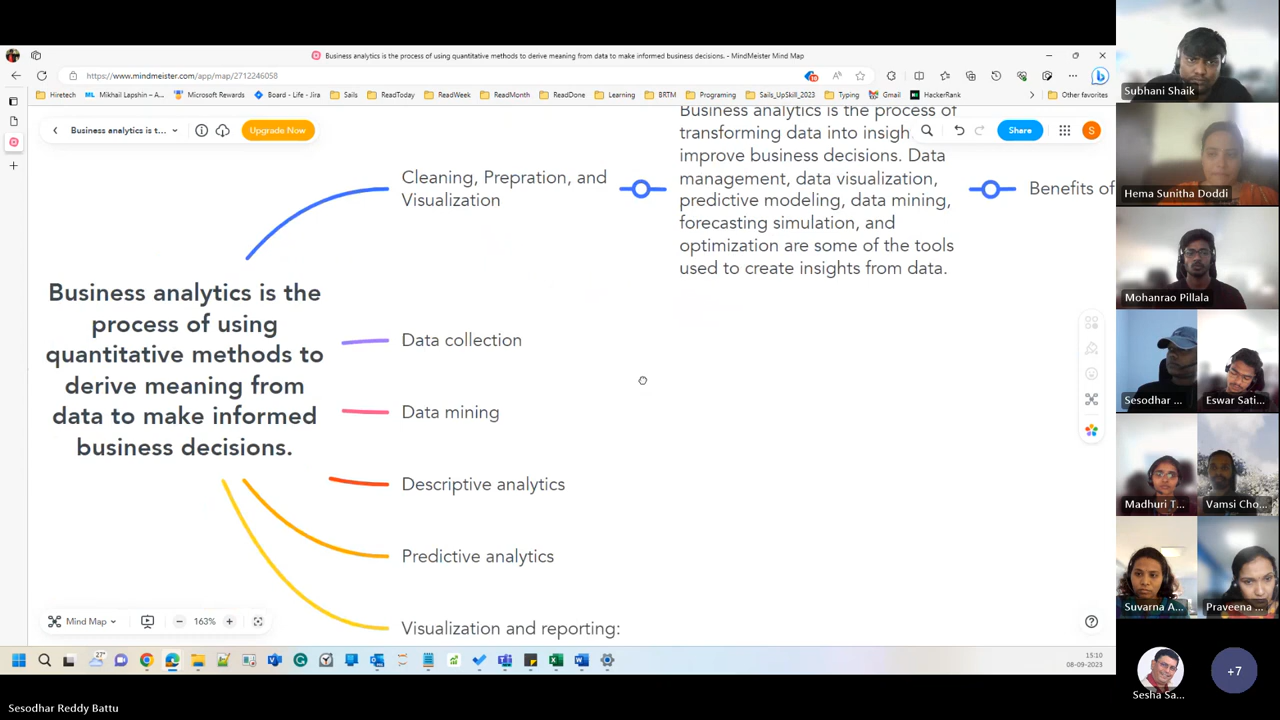 Business analytics is the process of using quantitative methods to derive meaning from data to make informed business decisions. - MindMeister Mind Map
https://www.mindmeister.com/app/map/2712246058
Hiretech
Mikhail Lapshin – A...
Microsoft Rewards
Board - Life - Jira
Sails
ReadToday
ReadWeek
ReadMonth
ReadDone
Learning
BRTM
Programing
Sails_UpSkill_2023
Typing
Gmail
HackerRank
Other favorites
Business analytics is t...
Upgrade Now
Share
S
Business analytics is the process of
transforming data into insigh
improve business decisions. Data
management, data visualization,
predictive modeling, data mining,
forecasting simulation, and
optimization are some of the tools
used to create insights from data.
Benefits of
Cleaning, Prepration, and
Visualization
Business analytics is the
process of using
quantitative methods to
derive meaning from
data to make informed
business decisions.
Data collection
Data mining
Descriptive analytics
Predictive analytics
Visualization and reporting:
Mind Map
163%
27°
15:10
08-09-2023
Subhani Shaik
Hema Sunitha Doddi
Mohanrao Pillala
Sesodhar ...
Eswar Sati...
Madhuri T...
Vamsi Cho...
Suvarna A...
Praveena ...
Sesha Sa...
+7
Sesodhar Reddy Battu